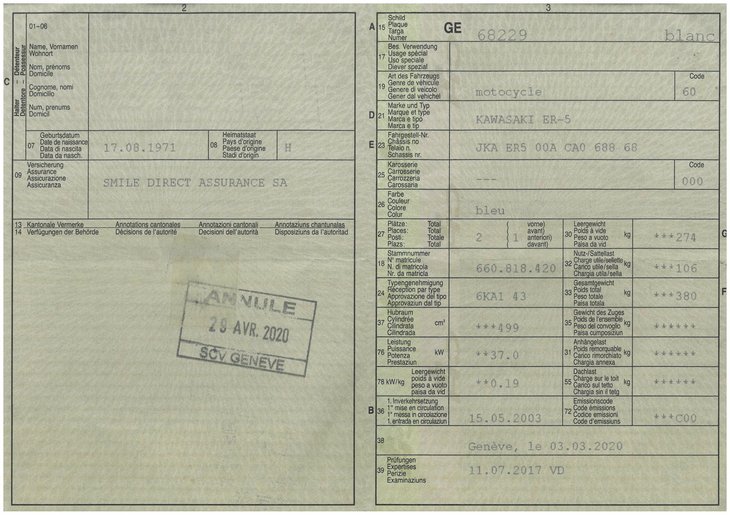 2
01–06
Name, Vornamen
Wohnort
Nom, prénoms
Domicile
Cognome, nomi
Domicilio
Num, prenums
Domicil
C
Halter – Détenteur
Detentore – Possessur
07
Geburtsdatum
Date de naissance
Data di nascita
Data da nasch.
17.08.1971
08
Heimatstaat
Pays d'origine
Paese d'origine
Stadi d'origin
H
09
Versicherung
Assurance
Assicurazione
Assicuranza
SMILE DIRECT ASSURANCE SA
13 Kantonale Vermerke Annotations cantonales Annotazioni cantonali Annotaziuns chantunalas
14 Verfügungen der Behörde Décisions de l'autorité Decisioni dell'autorità Disposiziuns da l'autoritad
ANNULE
29 AVR. 2020
SCV GENEVE
3
A 15
Schild
Plaque
Targa
Numer
GE 68229 blanc
17
Bes. Verwendung
Usage spécial
Uso speciale
Diever spezial
19
Art des Fahrzeugs
Genre de véhicule
Genere di veicolo
Gener dal vehichel
motocycle
Code
60
D 21
Marke und Typ
Marque et type
Marca e tipo
Marca e tip
KAWASAKI ER-5
E 23
Fahrgestell-Nr.
Châssis no
Telaio n.
Schassis nr.
JKA ER5 00A CA0 688 68
25
Karosserie
Carrosserie
Carrozzeria
Carossaria
---
Code
000
26
Farbe
Couleur
Colore
Colur
bleu
27
Plätze: Total
Places: Total
Posti: Totale
Plazs: Total
2 ( 1
vorne)
avant)
anteriori)
davant)
30
Leergewicht
Poids à vide
Peso a vuoto
Paisa da vid
kg
***274
G
18
Stammnummer
N° matricule
N. di matricola
Nr. da matricla
660.818.420
32
Nutz-/Sattellast
Charge utile/sellette
Carico utile/sella
Chargia utila/sella
kg
***106
24
Typengenehmigung
Réception par type
Approvazione del tipo
Approvaziun dal tip
6KA1 43
33
Gesamtgewicht
Poids total
Peso totale
Paisa totala
kg
***380
F
37
Hubraum
Cylindrée
Cilindrata
Cilindrada
cm³
***499
35
Gewicht des Zuges
Poids de l'ensemble
Peso del convoglio
Paisa cumposiziun
kg
******
76
Leistung
Puissance
Potenza
Prestaziun
kW
**37.0
31
Anhängelast
Poids remorquable
Carico rimorchiato
Chargia annexa
kg
******
78 kW/kg
Leergewicht
poids à vide
peso a vuoto
paisa da vid
**0.19
55
Dachlast
Charge sur le toit
Carico sul tetto
Chargia sin il tetg
kg
******
B 36
1. Inverkehrsetzung
1re mise en circulation
1a messa in circolazione
1. entrada en circulaziun
15.05.2003
72
Emissionscode
Code émissions
Codice emissioni
Code d'emissiuns
***C00
38
Genève, le 03.03.2020
39
Prüfungen
Expertises
Perizie
Examinaziuns
11.07.2017 VD